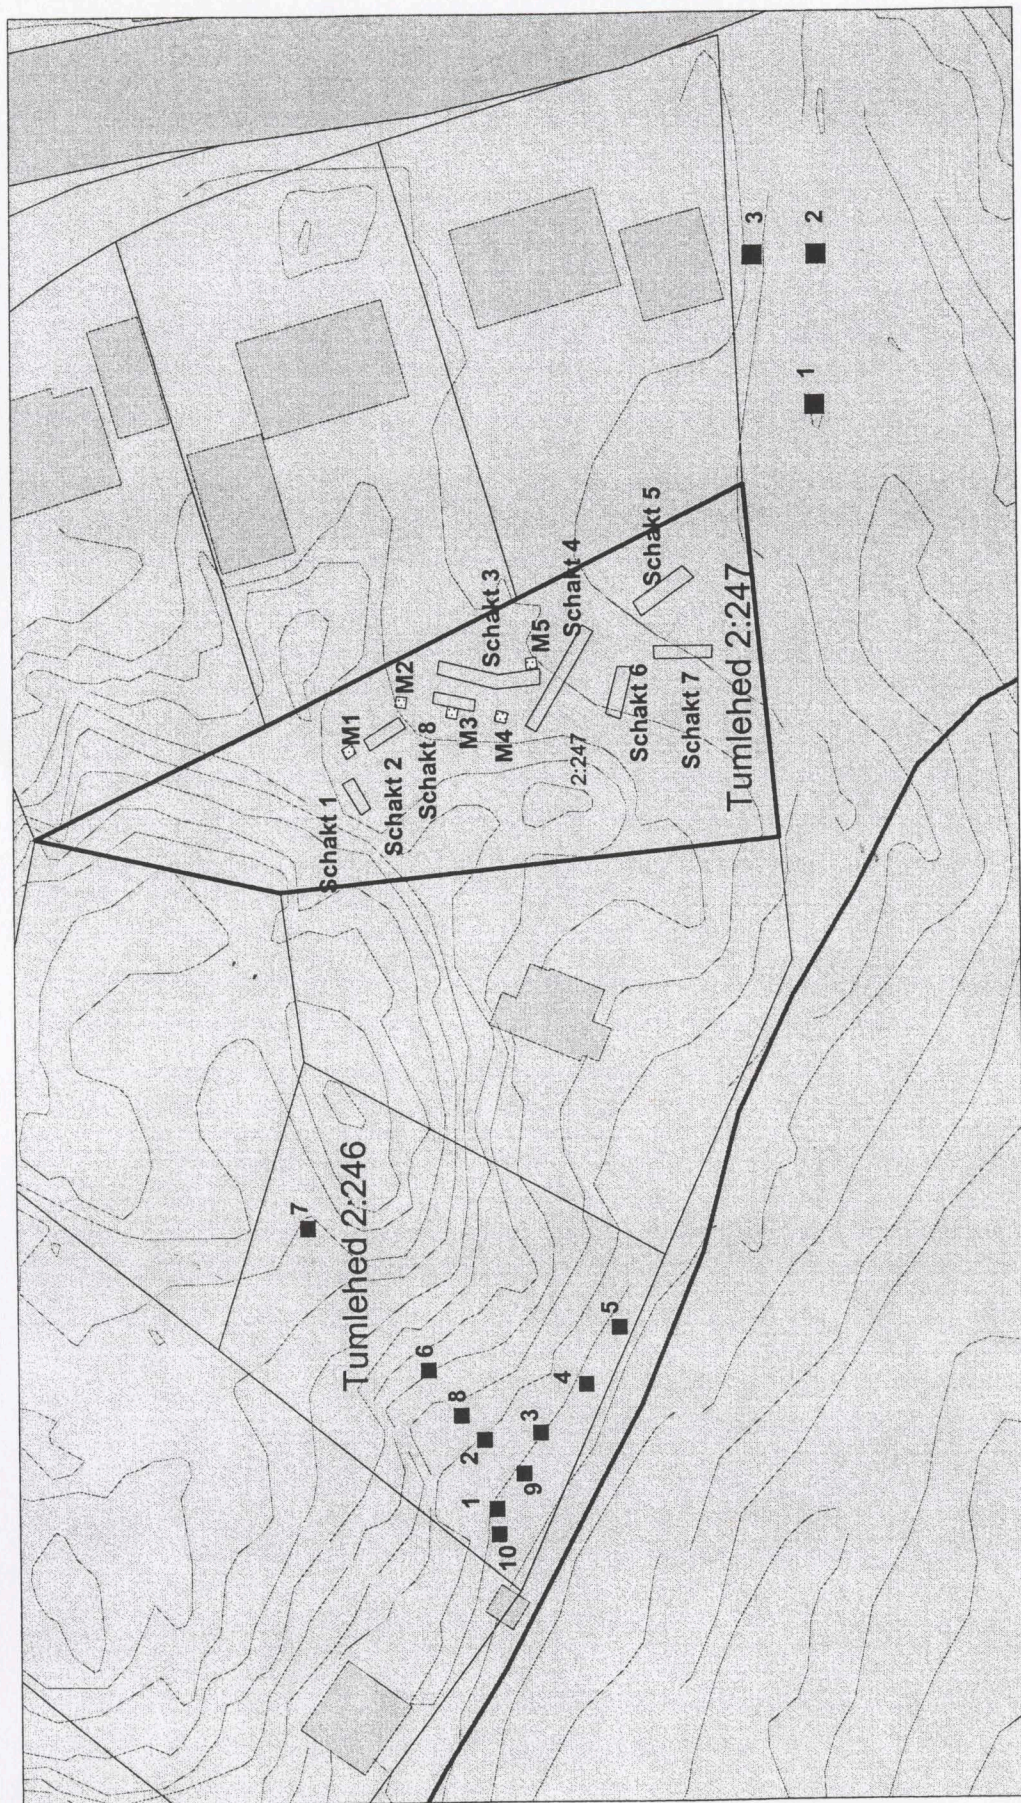 Tumlehed 2:246
7
6
8
2
1
10
9
3
4
5
Tumlehed 2:247
2:247
Schakt 1
M1
Schakt 2
M2
Schakt 8
M3
Schakt 3
M4
M5
Schakt 4
Schakt 6
Schakt 5
Schakt 7
3
1
2